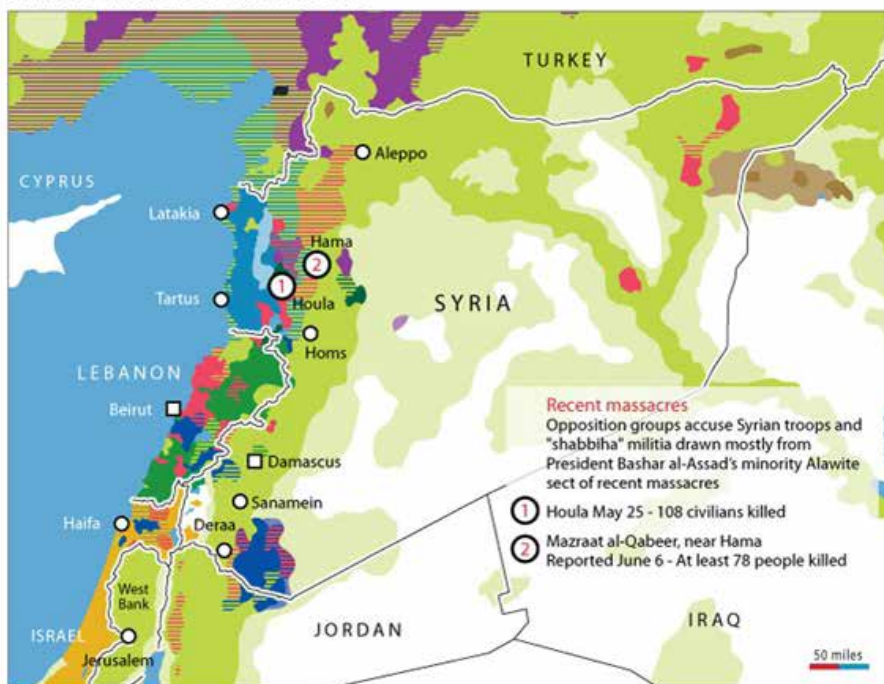 TURKEY
Aleppo
CYPRUS
Latakia
Hama
2
1
Houla
Tartus
SYRIA
Homs
LEBANON
Beirut
Damascus
Sanamein
Haifa
Deraa
West
Bank
ISRAEL
Jerusalem
JORDAN
IRAQ
Recent massacres
Opposition groups accuse Syrian troops and
"shabbiha" militia drawn mostly from
President Bashar al-Assad's minority Alawite
sect of recent massacres
1 Houla May 25 - 108 civilians killed
2 Mazraat al-Qabeer, near Hama
Reported June 6 - At least 78 people killed
50 miles